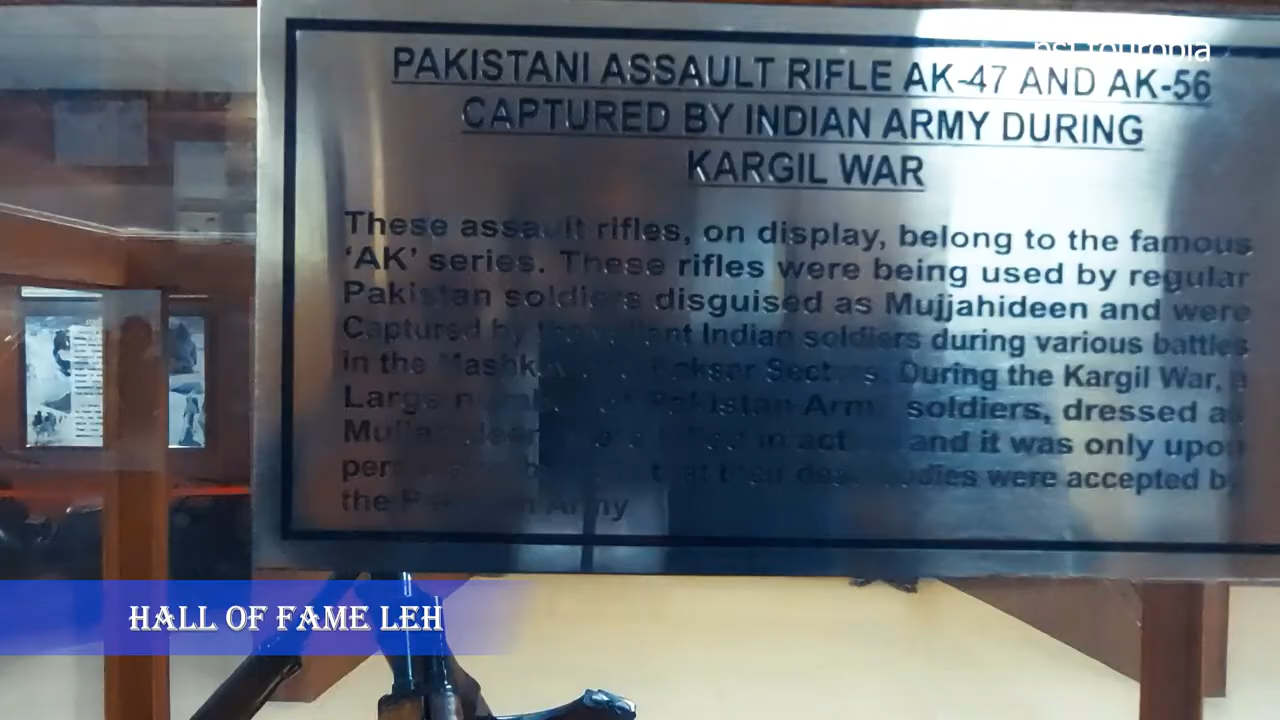 PAKISTANI ASSAULT RIFLE AK-47 AND AK-56
CAPTURED BY INDIAN ARMY DURING
KARGIL WAR
These assault rifles, on display, belong to the famous
'AK' series. These rifles were being used by regular
Pakistan soldiers disguised as Mujjahideen and were
Captured by Indian soldiers during various battles
in the Sectors. During the Kargil War, a
Large Pakistan Army soldiers, dressed as
in and it was only upon
that their bodies were accepted by
the Army
HALL OF FAME LEH